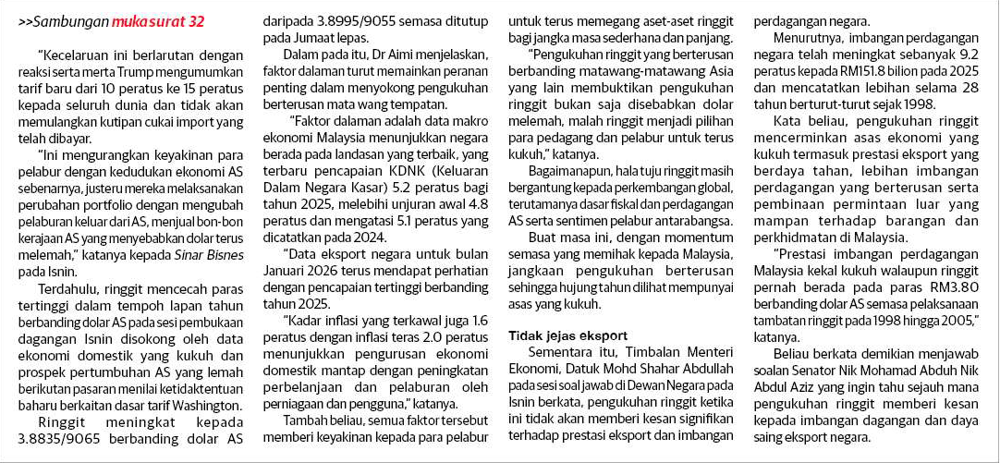 >>Sambungan muka surat 32
"Kecelaruan ini berlarutan dengan
reaksi serta merta Trump mengumumkan
tarif baru dari 10 peratus ke 15 peratus
kepada seluruh dunia dan tidak akan
memulangkan kutipan cukai import yang
telah dibayar.
"Ini mengurangkan keyakinan para
pelabur dengan kedudukan ekonomi AS
sebenarnya, justeru mereka melaksanakan
perubahan portfolio dengan mengubah
pelaburan keluar dari AS, menjual bon-bon
kerajaan AS yang menyebabkan dolar terus
melemah," katanya kepada Sinar Bisnes
pada Isnin.
Terdahulu, ringgit mencecah paras
tertinggi dalam tempoh lapan tahun
berbanding dolar AS pada sesi pembukaan
dagangan Isnin disokong oleh data
ekonomi domestik yang kukuh dan
prospek pertumbuhan AS yang lemah
berikutan pasaran menilai ketidaktentuan
baharu berkaitan dasar tarif Washington.
Ringgit meningkat kepada
3.8835/9065 berbanding dolar AS
daripada 3.8995/9055 semasa ditutup
pada Jumaat lepas.
Dalam pada itu, Dr Aimi menjelaskan,
faktor dalaman turut memainkan peranan
penting dalam menyokong pengukuhan
berterusan mata wang tempatan.
"Faktor dalaman adalah data makro
ekonomi Malaysia menunjukkan negara
berada pada landasan yang terbaik, yang
terbaru pencapaian KDNK (Keluaran
Dalam Negara Kasar) 5.2 peratus bagi
tahun 2025, melebihi unjuran awal 4.8
peratus dan mengatasi 5.1 peratus yang
dicatatkan pada 2024.
"Data eksport negara untuk bulan
Januari 2026 terus mendapat perhatian
dengan pencapaian tertinggi berbanding
tahun 2025.
"Kadar inflasi yang terkawal juga 1.6
peratus dengan inflasi teras 2.0 peratus
menunjukkan pengurusan ekonomi
domestik mantap dengan peningkatan
perbelanjaan dan pelaburan oleh
perniagaan dan pengguna," katanya.
Tambah beliau, semua faktor tersebut
memberi keyakinan kepada para pelabur
untuk terus memegang aset-aset ringgit
bagi jangka masa sederhana dan panjang.
"Pengukuhan ringgit yang berterusan
berbanding matawang-matawang Asia
yang lain membuktikan pengukuhan
ringgit bukan saja disebabkan dolar
melemah, malah ringgit menjadi pilihan
para pedagang dan pelabur untuk terus
kukuh," katanya.
Bagaimanapun, hala tuju ringgit masih
bergantung kepada perkembangan global,
terutamanya dasar fiskal dan perdagangan
AS serta sentimen pelabur antarabangsa.
Buat masa ini, dengan momentum
semasa yang memihak kepada Malaysia,
jangkaan pengukuhan berterusan
sehingga hujung tahun dilihat mempunyai
asas yang kukuh.
Tidak jejas eksport
Sementara itu, Timbalan Menteri
Ekonomi, Datuk Mohd Shahar Abdullah
pada sesi soal jawab di Dewan Negara pada
Isnin berkata, pengukuhan ringgit ketika
ini tidak akan memberi kesan signifikan
terhadap prestasi eksport dan imbangan
perdagangan negara.
Menurutnya, imbangan perdagangan
negara telah meningkat sebanyak 9.2
peratus kepada RM151.8 bilion pada 2025
dan mencatatkan lebihan selama 28
tahun berturut-turut sejak 1998.
Kata beliau, pengukuhan ringgit
mencerminkan asas ekonomi yang
kukuh termasuk prestasi eksport yang
berdaya tahan, lebihan imbangan
perdagangan yang berterusan serta
pembinaan permintaan luar yang
mampan terhadap barangan dan
perkhidmatan di Malaysia.
"Prestasi imbangan perdagangan
Malaysia kekal kukuh walaupun ringgit
pernah berada pada paras RM3.80
berbanding dolar AS semasa pelaksanaan
tambatan ringgit pada 1998 hingga 2005,"
katanya.
Beliau berkata demikian menjawab
soalan Senator Nik Mohamad Abduh Nik
Abdul Aziz yang ingin tahu sejauh mana
pengukuhan ringgit memberi kesan
kepada imbangan dagangan dan daya
saing eksport negara.